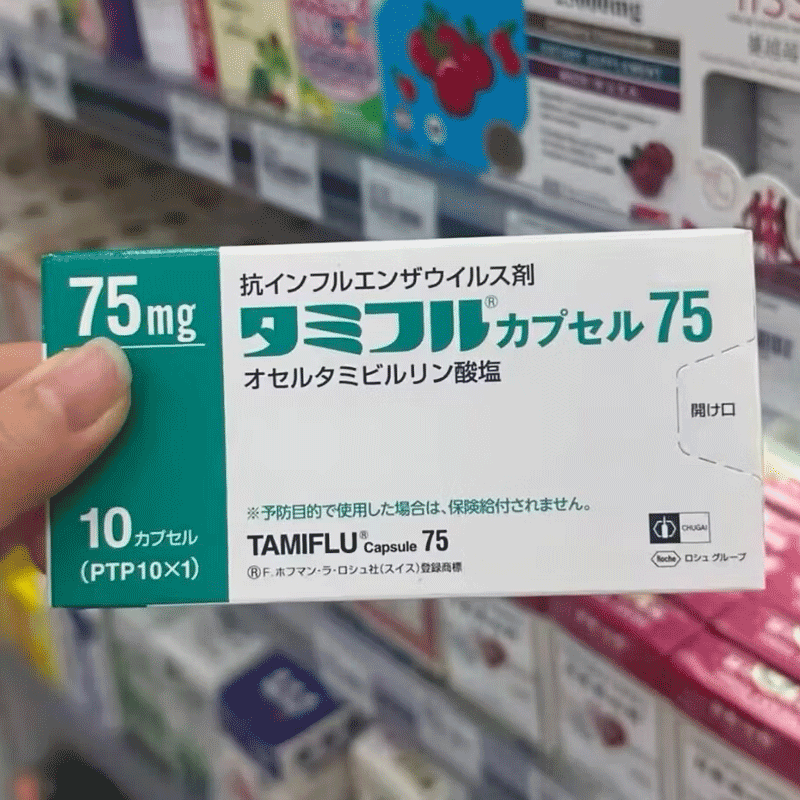 75mg
10カプセル
(PTP10×1)
抗インフルエンザウイルス剤
タミフル®カプセル75
オセルタミビルリン酸塩
開け口
※予防目的で使用した場合は、保険給付されません。
TAMIFLU® Capsule 75
®F.ホフマン・ラ・ロシュ社(スイス)登録商標
CHUGAI
Roche ロシュ グループ